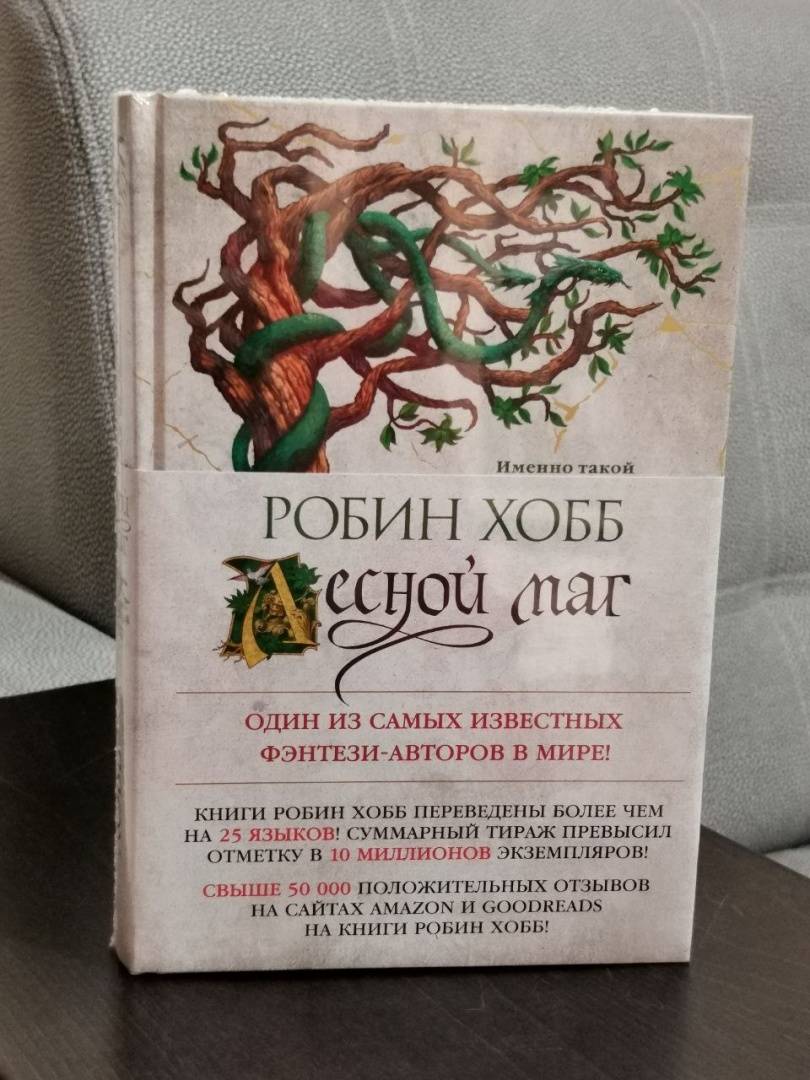 Именно такой
РОБИН ХОББ
Лесной маг
ОДИН ИЗ САМЫХ ИЗВЕСТНЫХ
ФЭНТЕЗИ-АВТОРОВ В МИРЕ!
КНИГИ РОБИН ХОББ ПЕРЕВЕДЕНЫ БОЛЕЕ ЧЕМ
НА 25 ЯЗЫКОВ! СУММАРНЫЙ ТИРАЖ ПРЕВЫСИЛ
ОТМЕТКУ В 10 МИЛЛИОНОВ ЭКЗЕМПЛЯРОВ!
СВЫШЕ 50 000 ПОЛОЖИТЕЛЬНЫХ ОТЗЫВОВ
НА САЙТАХ AMAZON И GOODREADS
НА КНИГИ РОБИН ХОББ!